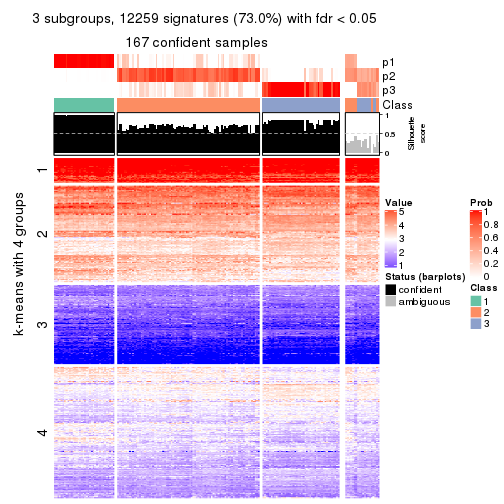 3 subgroups, 12259 signatures (73.0%) with fdr < 0.05
167 confident samples
p1
p2
p3
Class
1
0.5
0
Silhouette
score
k-means with 4 groups
1
2
3
4
Value
5
4
3
2
1
Status (barplots)
confident
ambiguous
Prob
1
0.8
0.6
0.4
0.2
0
Class
1
2
3